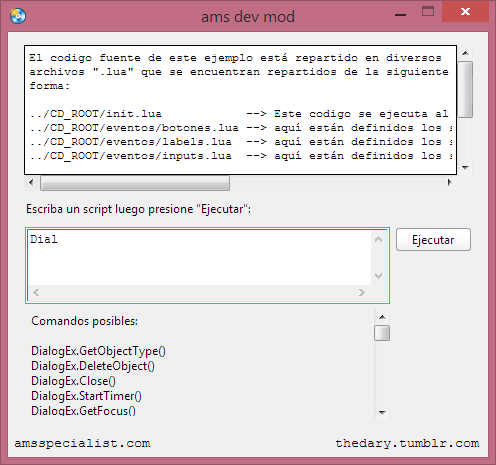 ams dev mod
El codigo fuente de este ejemplo está repartido en diversos
archivos ".lua" que se encuentran repartidos de la siguiente
forma:
../CD_ROOT/init.lua --> Este codigo se ejecuta al
../CD_ROOT/eventos/botones.lua --> aquí están definidos los
../CD_ROOT/eventos/labels.lua --> aquí están definidos los
../CD_ROOT/eventos/inputs.lua --> aquí están definidos los
Escriba un script luego presione "Ejecutar":
Dial
Ejecutar
Comandos posibles:
DialogEx.GetObjectType()
DialogEx.DeleteObject()
DialogEx.Close()
DialogEx.StartTimer()
DialogEx.GetFocus()
amsspecialist.com thedary.tumblr.com